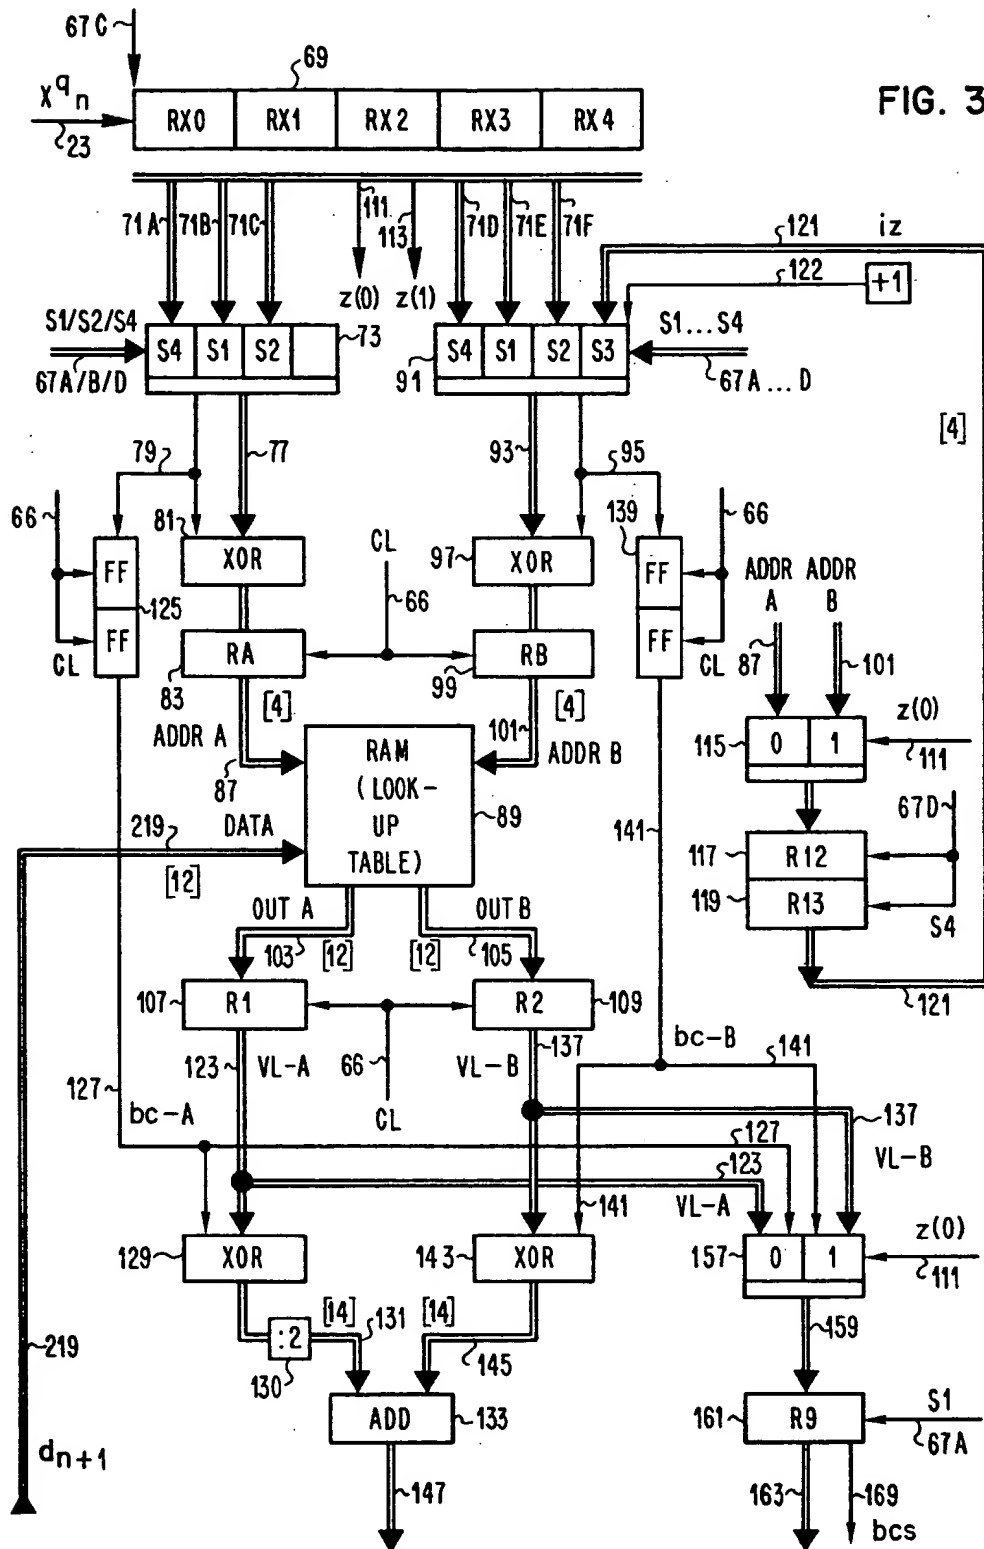 67C
69
FIG. 3
X^q_n
RX0 RX1 RX2 RX3 RX4
23
71A 71B 71C 111 113 71D 71E 71F
121 iz
122 +1
z(0) z(1)
S1/S2/S4 S4 S1 S2 73
S4 S1 S2 S3 S1...S4
67A/B/D 91 67A...D
[4]
79 77 93 95
66 81 CL 139 66
FF XOR 97 XOR FF
ADDR A ADDR B
66
125
FF RA RB FF
CL 83 99 CL 87 101
[4] [4] z(0)
ADDR A 101 ADDR B 115 0 1
87 111
RAM (LOOK-UP TABLE) 89
219 DATA 141 67D
[12] 117 R12
119 R13
OUT A OUT B S4
103 [12] [12] 105
121
107 R1 R2 109
bc-B
123 VL-A 66 VL-B 137 141
127 CL 137
bc-A 127 VL-B
123
141 VL-A
z(0)
129 XOR 143 XOR 157 0 1
111
[14] 131 [14]
:2 159
219 130 145
S1
ADD 133 161 R9
67A
d_{n+1}
147 163 169
bcs